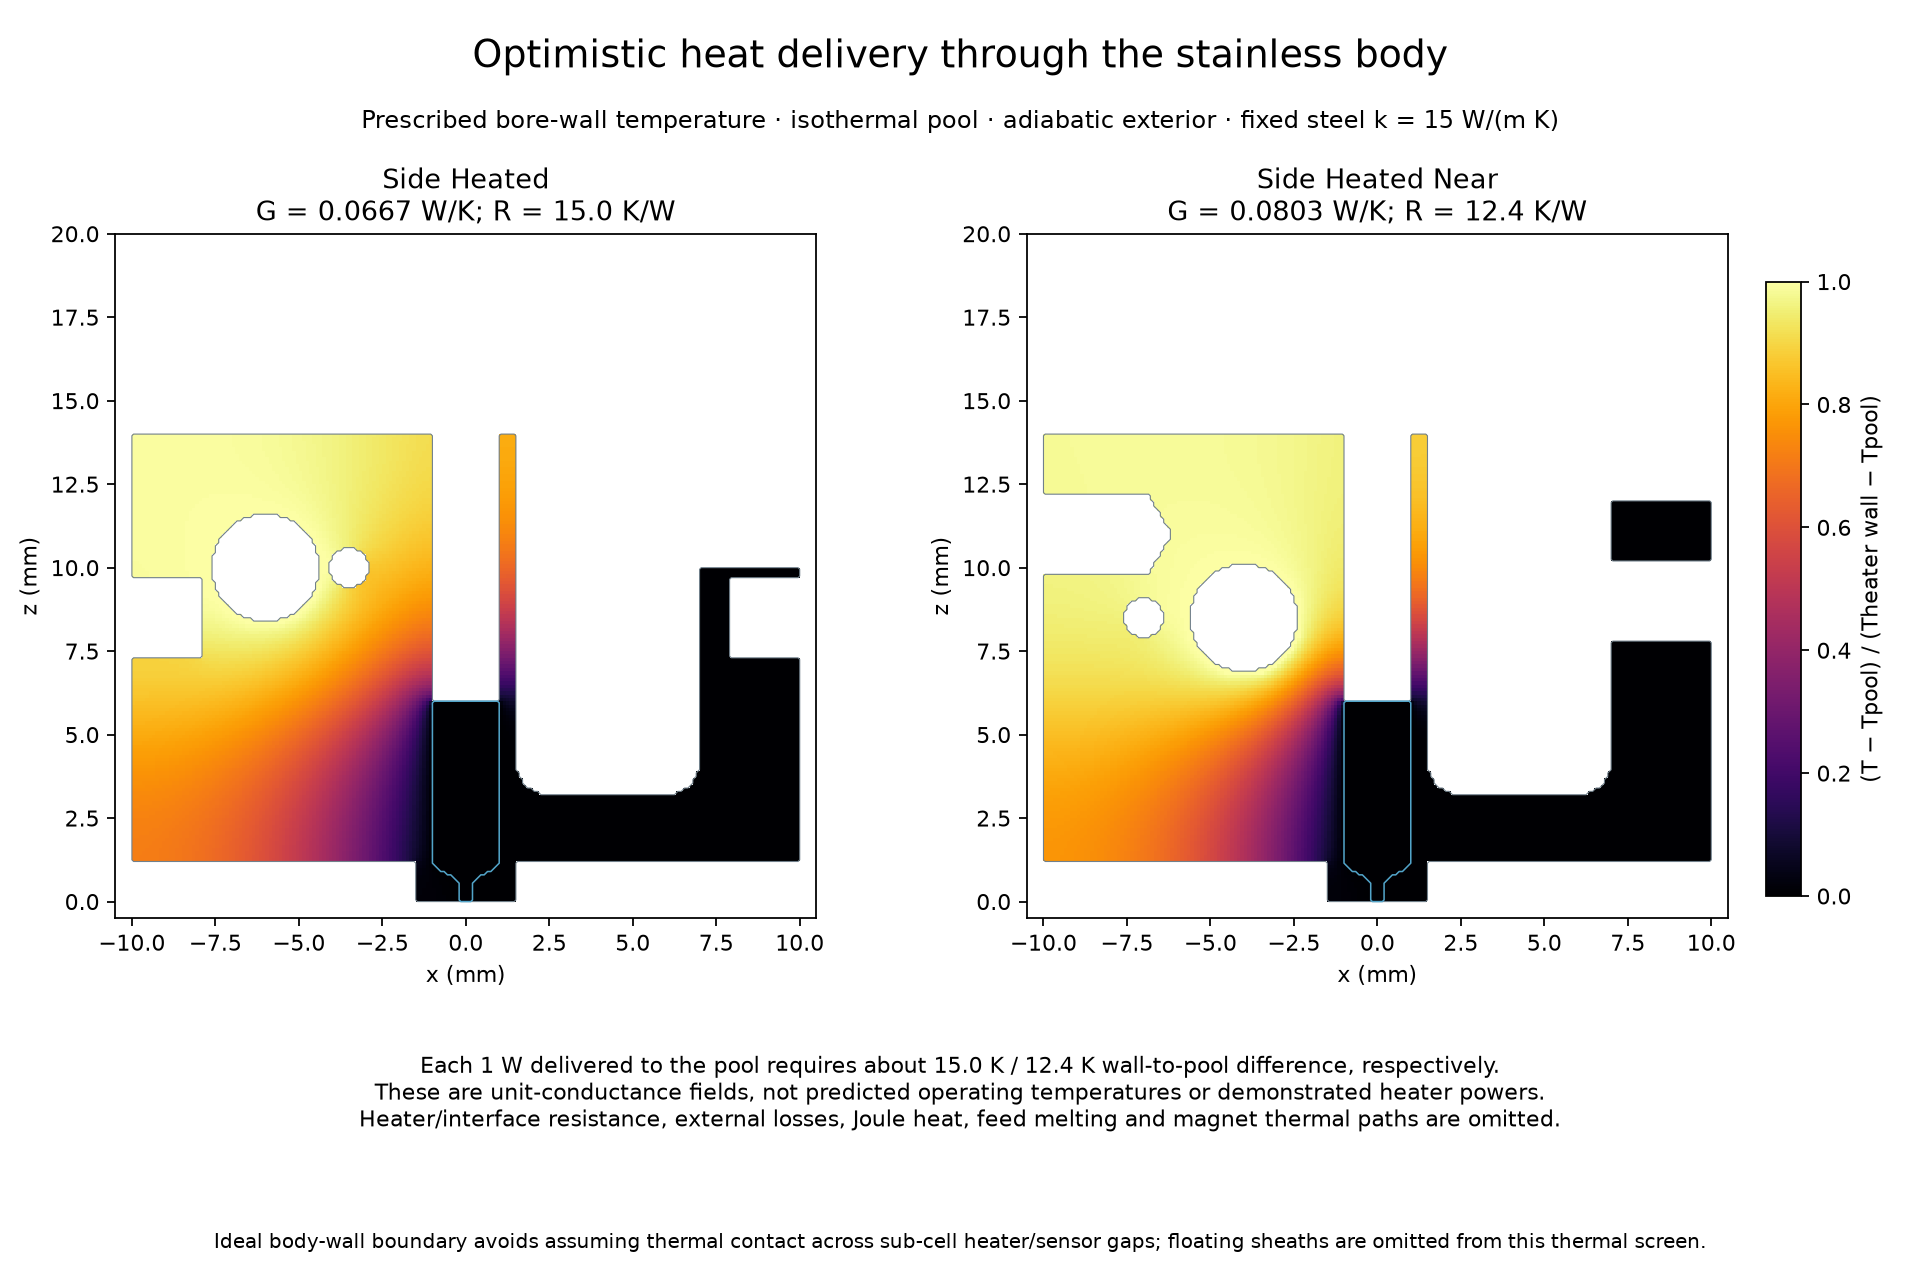 Optimistic heat delivery through the stainless body
Prescribed bore-wall temperature · isothermal pool · adiabatic exterior · fixed steel k = 15 W/(m K)
Side Heated
G = 0.0667 W/K; R = 15.0 K/W
20.0
17.5
15.0
12.5
10.0
7.5
5.0
2.5
0.0
z (mm)
−10.0 −7.5 −5.0 −2.5 0.0 2.5 5.0 7.5 10.0
x (mm)
Side Heated Near
G = 0.0803 W/K; R = 12.4 K/W
20.0
17.5
15.0
12.5
10.0
7.5
5.0
2.5
0.0
z (mm)
−10.0 −7.5 −5.0 −2.5 0.0 2.5 5.0 7.5 10.0
x (mm)
1.0
0.8
0.6
0.4
0.2
0.0
(T − Tpool) / (Theater wall − Tpool)
Each 1 W delivered to the pool requires about 15.0 K / 12.4 K wall-to-pool difference, respectively.
These are unit-conductance fields, not predicted operating temperatures or demonstrated heater powers.
Heater/interface resistance, external losses, Joule heat, feed melting and magnet thermal paths are omitted.
Ideal body-wall boundary avoids assuming thermal contact across sub-cell heater/sensor gaps; floating sheaths are omitted from this thermal screen.